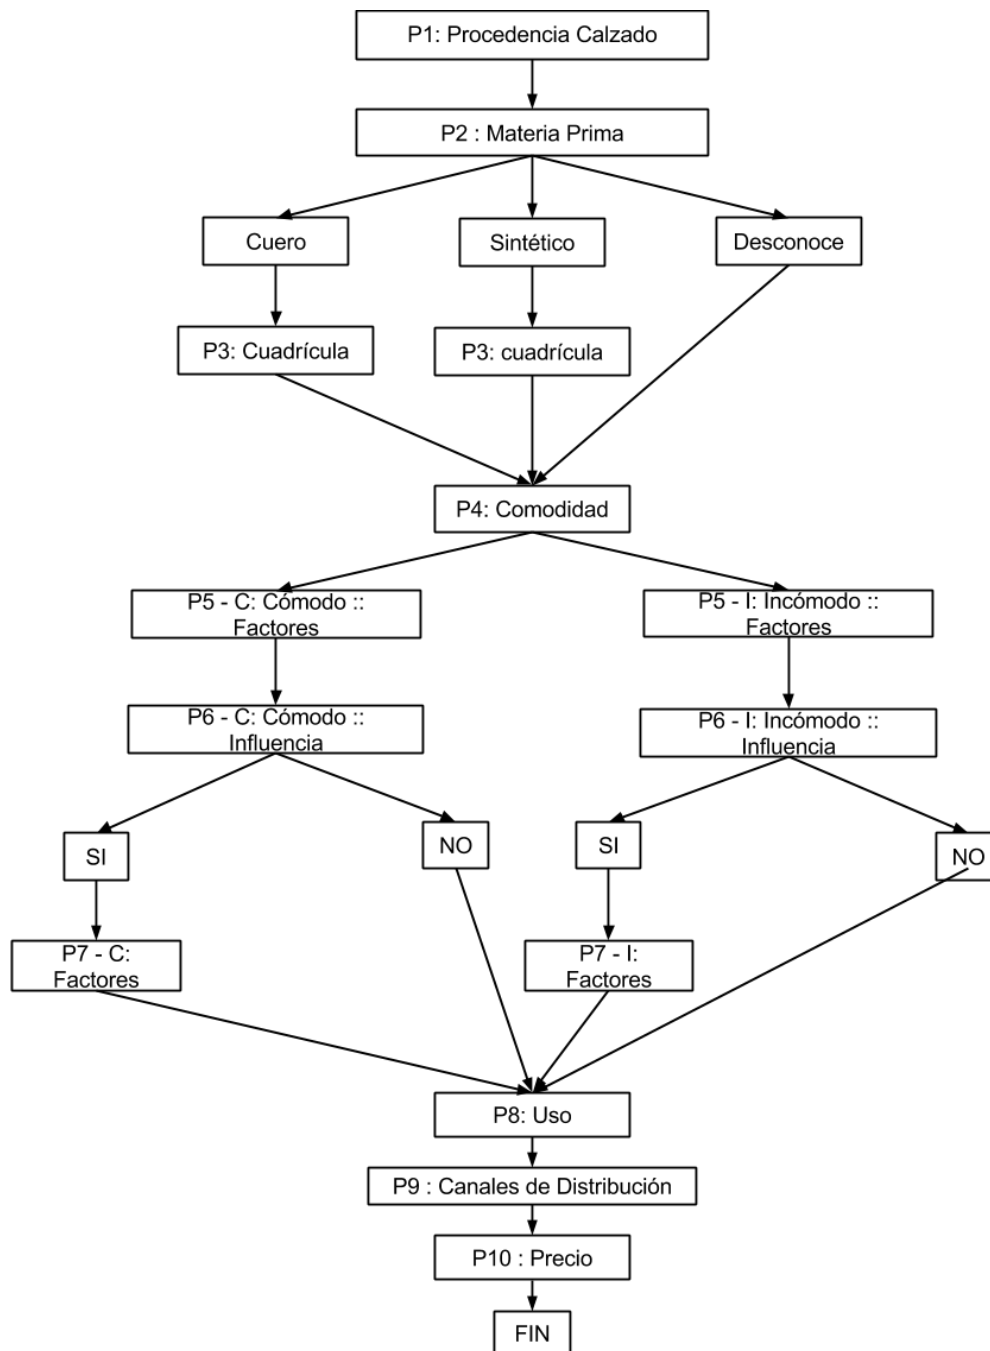 P1: Procedencia Calzado
P2 : Materia Prima
Cuero
Sintético
Desconoce
P3: Cuadrícula
P3: cuadrícula
P4: Comodidad
P5 - C: Cómodo ::
Factores
P5 - I: Incómodo ::
Factores
P6 - C: Cómodo ::
Influencia
P6 - I: Incómodo ::
Influencia
SI
NO
SI
NO
P7 - C:
Factores
P7 - I:
Factores
P8: Uso
P9 : Canales de Distribución
P10 : Precio
FIN